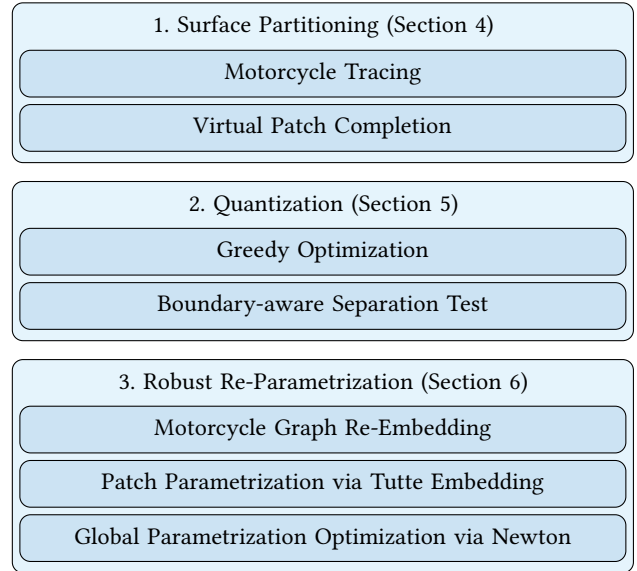 1. Surface Partitioning (Section 4)
Motorcycle Tracing
Virtual Patch Completion
2. Quantization (Section 5)
Greedy Optimization
Boundary-aware Separation Test
3. Robust Re-Parametrization (Section 6)
Motorcycle Graph Re-Embedding
Patch Parametrization via Tutte Embedding
Global Parametrization Optimization via Newton